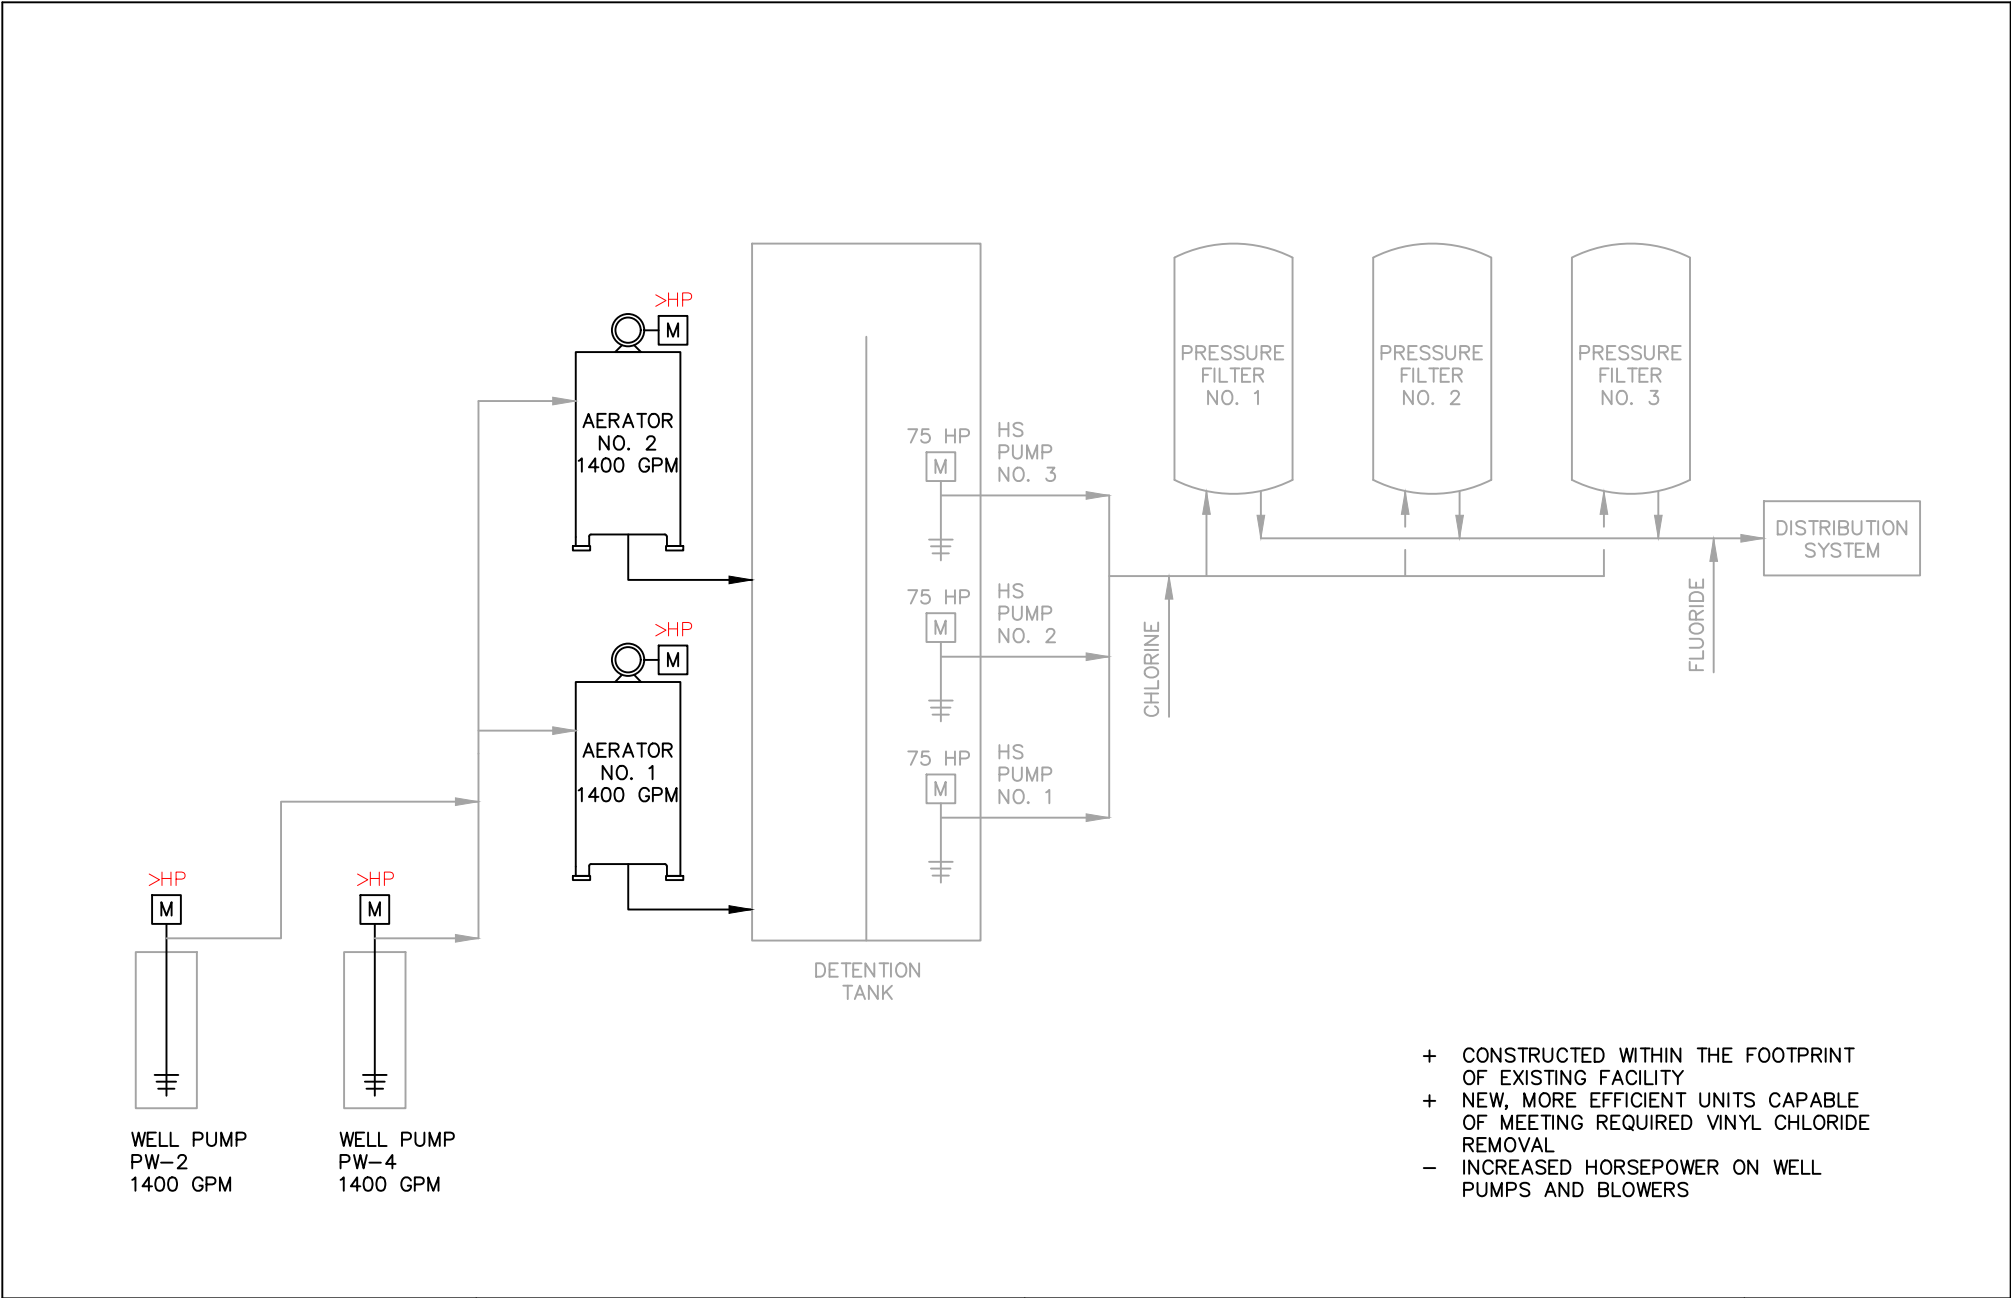 >HP
M
AERATOR
NO. 2
1400 GPM
>HP
M
AERATOR
NO. 1
1400 GPM
>HP
M
WELL PUMP
PW-2
1400 GPM
>HP
M
WELL PUMP
PW-4
1400 GPM
75 HP
M
HS
PUMP
NO. 3
75 HP
M
HS
PUMP
NO. 2
75 HP
M
HS
PUMP
NO. 1
DETENTION
TANK
CHLORINE
PRESSURE
FILTER
NO. 1
PRESSURE
FILTER
NO. 2
PRESSURE
FILTER
NO. 3
FLUORIDE
DISTRIBUTION
SYSTEM
+ CONSTRUCTED WITHIN THE FOOTPRINT
OF EXISTING FACILITY
+ NEW, MORE EFFICIENT UNITS CAPABLE
OF MEETING REQUIRED VINYL CHLORIDE
REMOVAL
- INCREASED HORSEPOWER ON WELL
PUMPS AND BLOWERS